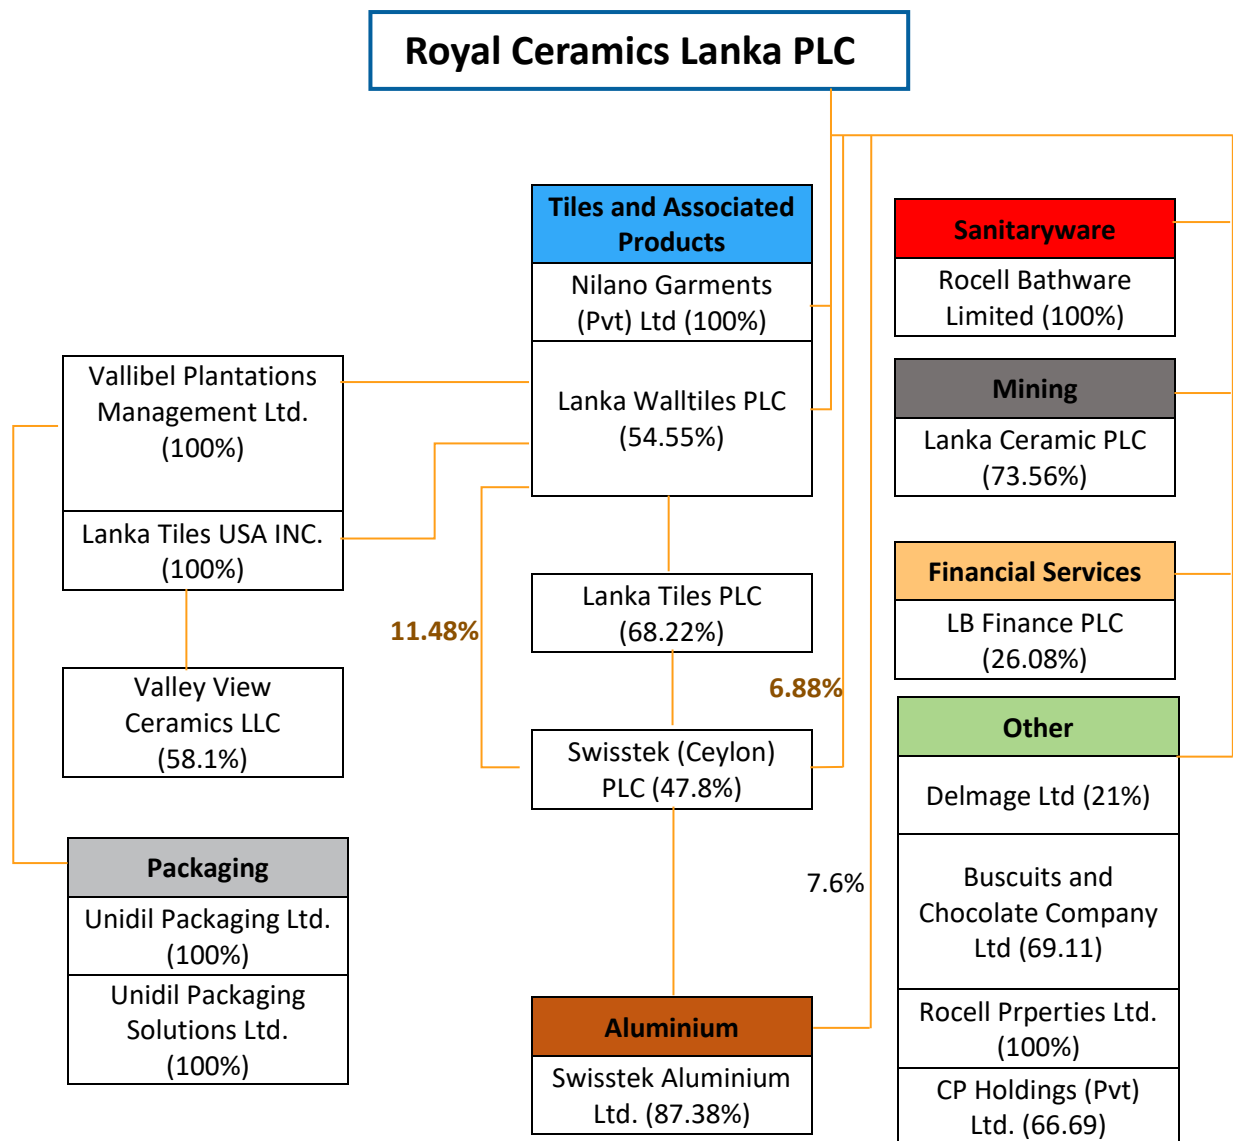 Royal Ceramics Lanka PLC
Tiles and Associated
Products
Nilano Garments
(Pvt) Ltd (100%)
Lanka Walltiles PLC
(54.55%)
Sanitaryware
Rocell Bathware
Limited (100%)
Mining
Lanka Ceramic PLC
(73.56%)
Vallibel Plantations
Management Ltd.
(100%)
Lanka Tiles USA INC.
(100%)
Financial Services
LB Finance PLC
(26.08%)
Lanka Tiles PLC
(68.22%)
11.48%
6.88%
Valley View
Ceramics LLC
(58.1%)
Swisstek (Ceylon)
PLC (47.8%)
Other
Delmage Ltd (21%)
Buscuits and
Chocolate Company
Ltd (69.11)
Rocell Prperties Ltd.
(100%)
CP Holdings (Pvt)
Ltd. (66.69)
Packaging
Unidil Packaging Ltd.
(100%)
Unidil Packaging
Solutions Ltd.
(100%)
7.6%
Aluminium
Swisstek Aluminium
Ltd. (87.38%)